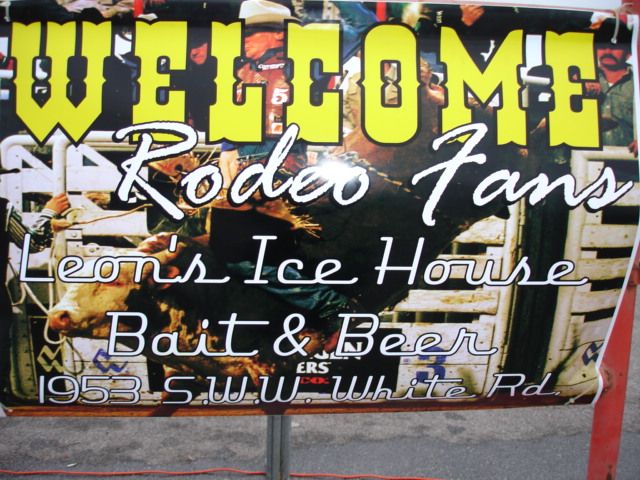 WELCOME
Rodeo Fans
Leon's Ice House
Bait & Beer
1953 S.W.W. White Rd.